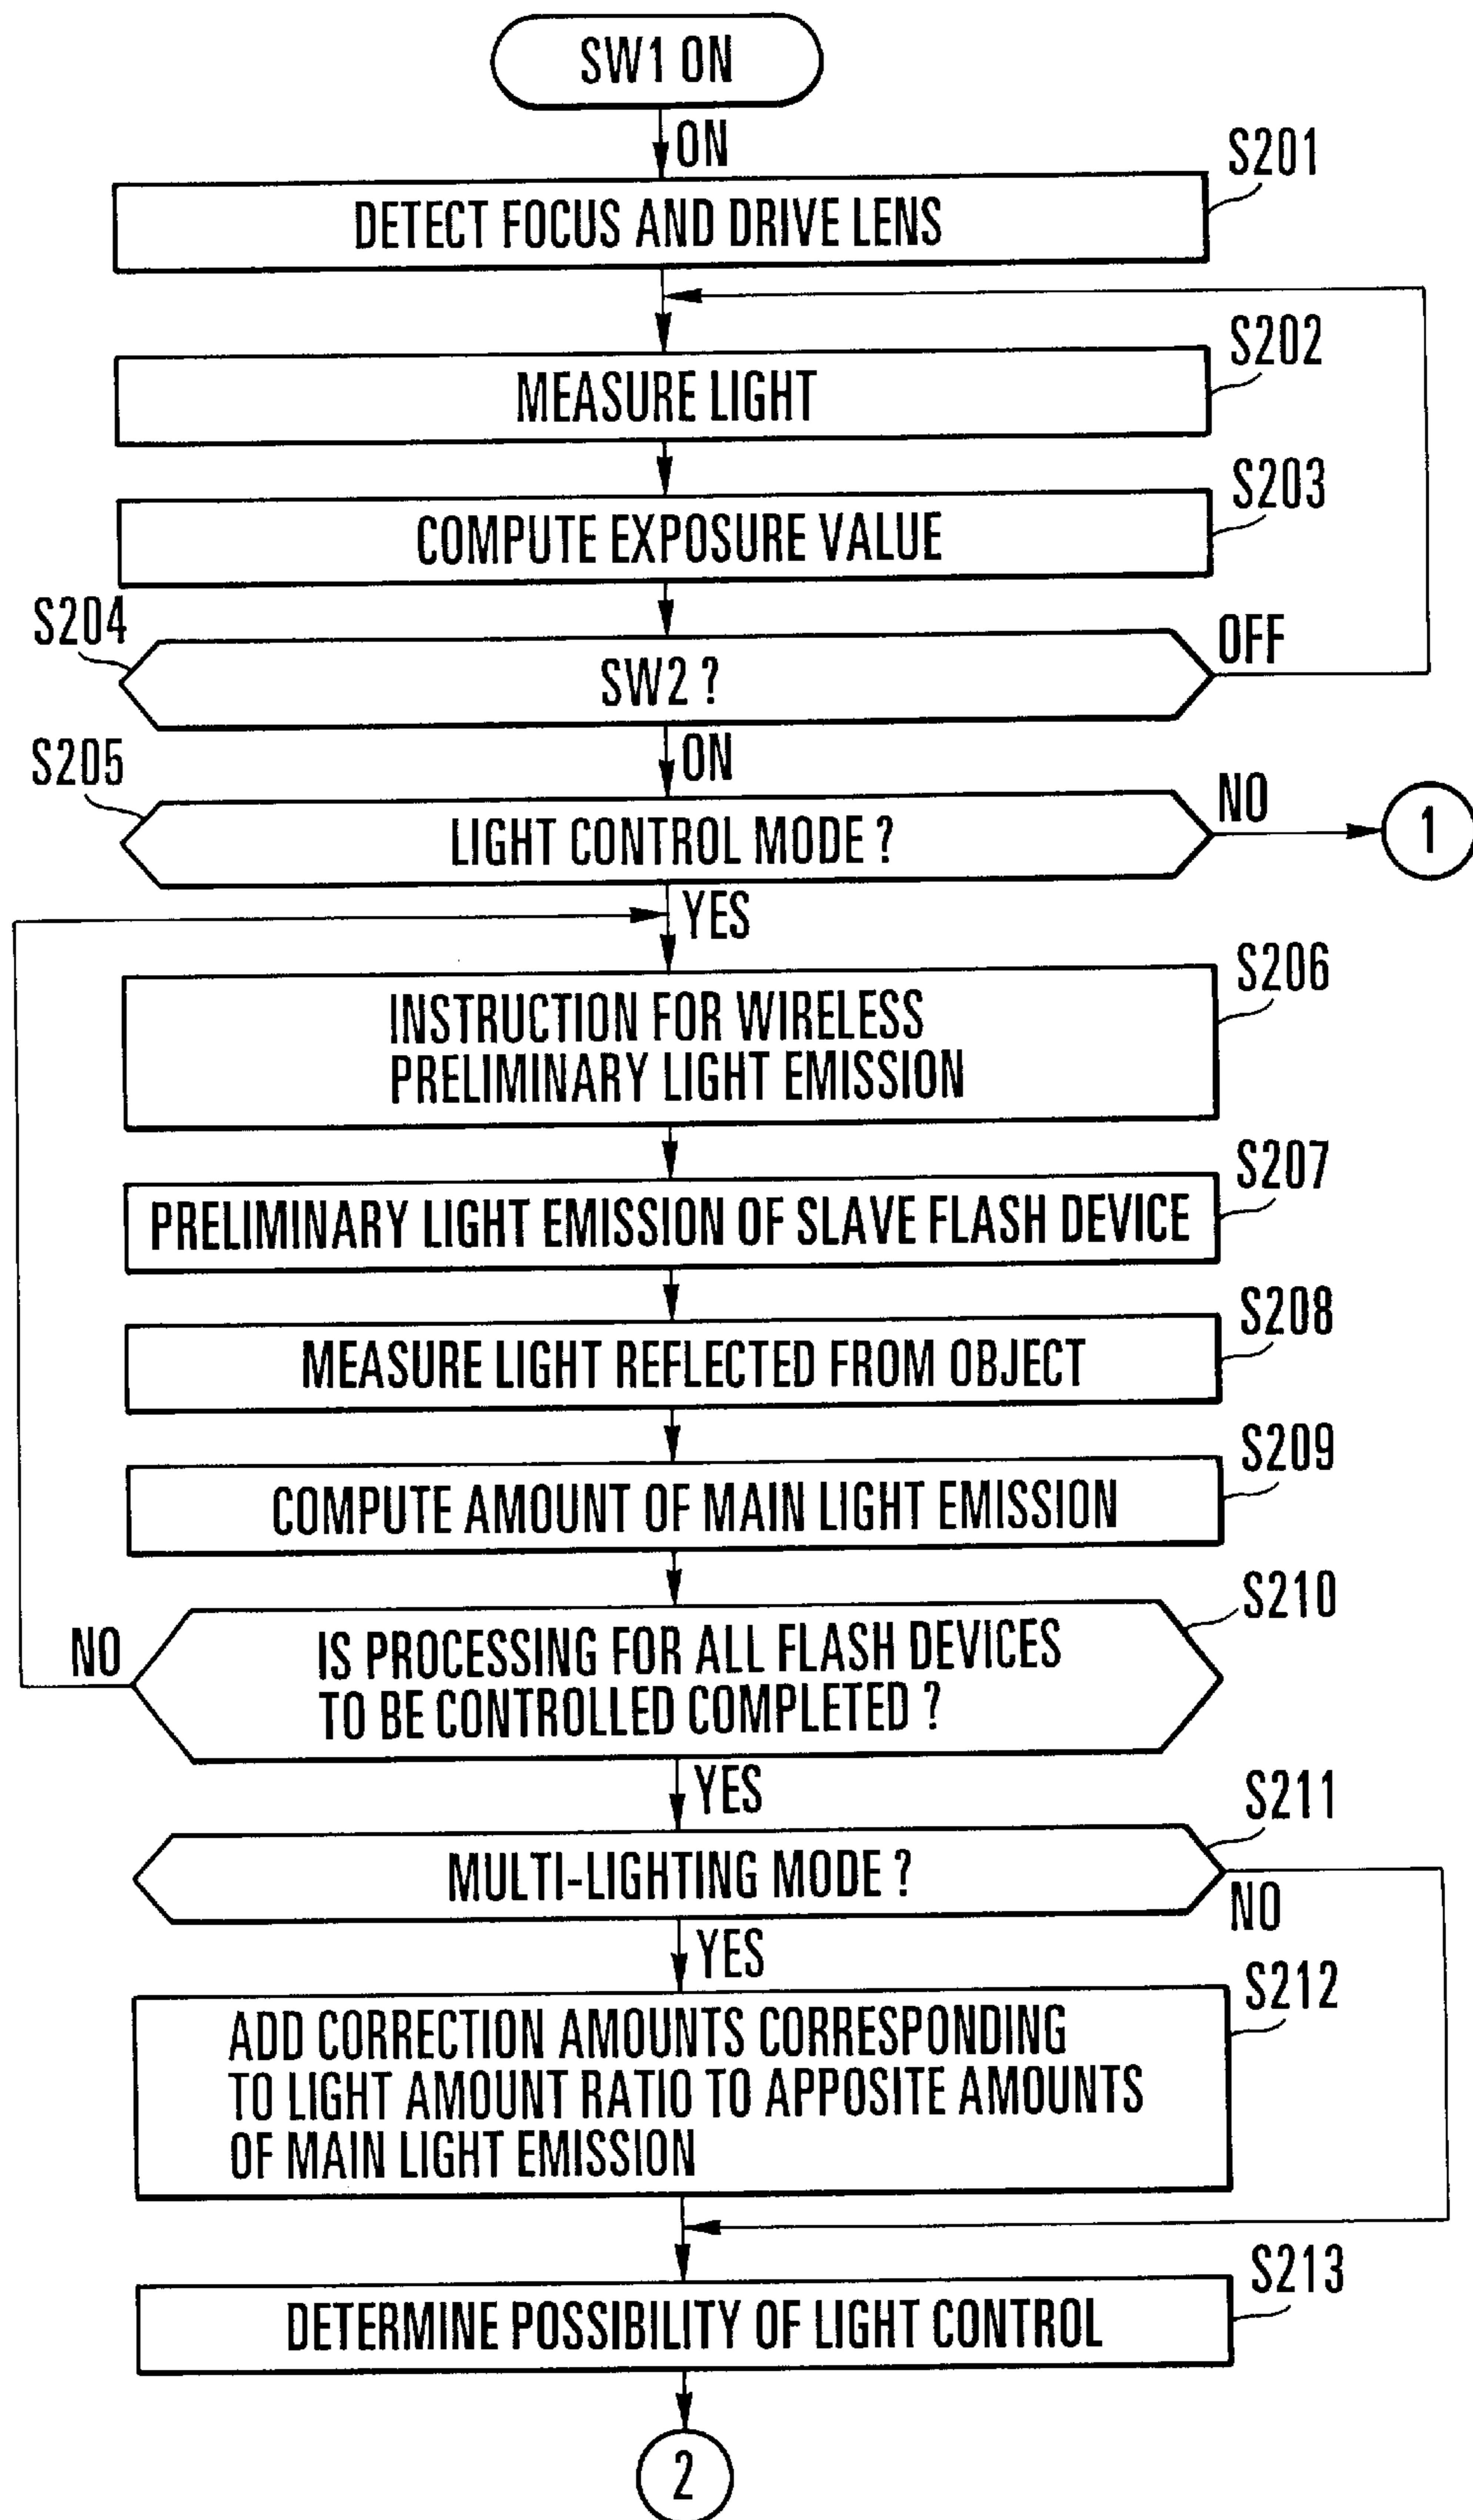 SW1 ON
ON
S201
DETECT FOCUS AND DRIVE LENS
S202
MEASURE LIGHT
S203
COMPUTE EXPOSURE VALUE
S204
SW2 ?
OFF
ON
S205
LIGHT CONTROL MODE ?
NO
1
YES
S206
INSTRUCTION FOR WIRELESS
PRELIMINARY LIGHT EMISSION
S207
PRELIMINARY LIGHT EMISSION OF SLAVE FLASH DEVICE
S208
MEASURE LIGHT REFLECTED FROM OBJECT
S209
COMPUTE AMOUNT OF MAIN LIGHT EMISSION
S210
IS PROCESSING FOR ALL FLASH DEVICES
TO BE CONTROLLED COMPLETED ?
NO
YES
S211
MULTI-LIGHTING MODE ?
NO
YES
S212
ADD CORRECTION AMOUNTS CORRESPONDING
TO LIGHT AMOUNT RATIO TO APPOSITE AMOUNTS
OF MAIN LIGHT EMISSION
S213
DETERMINE POSSIBILITY OF LIGHT CONTROL
2